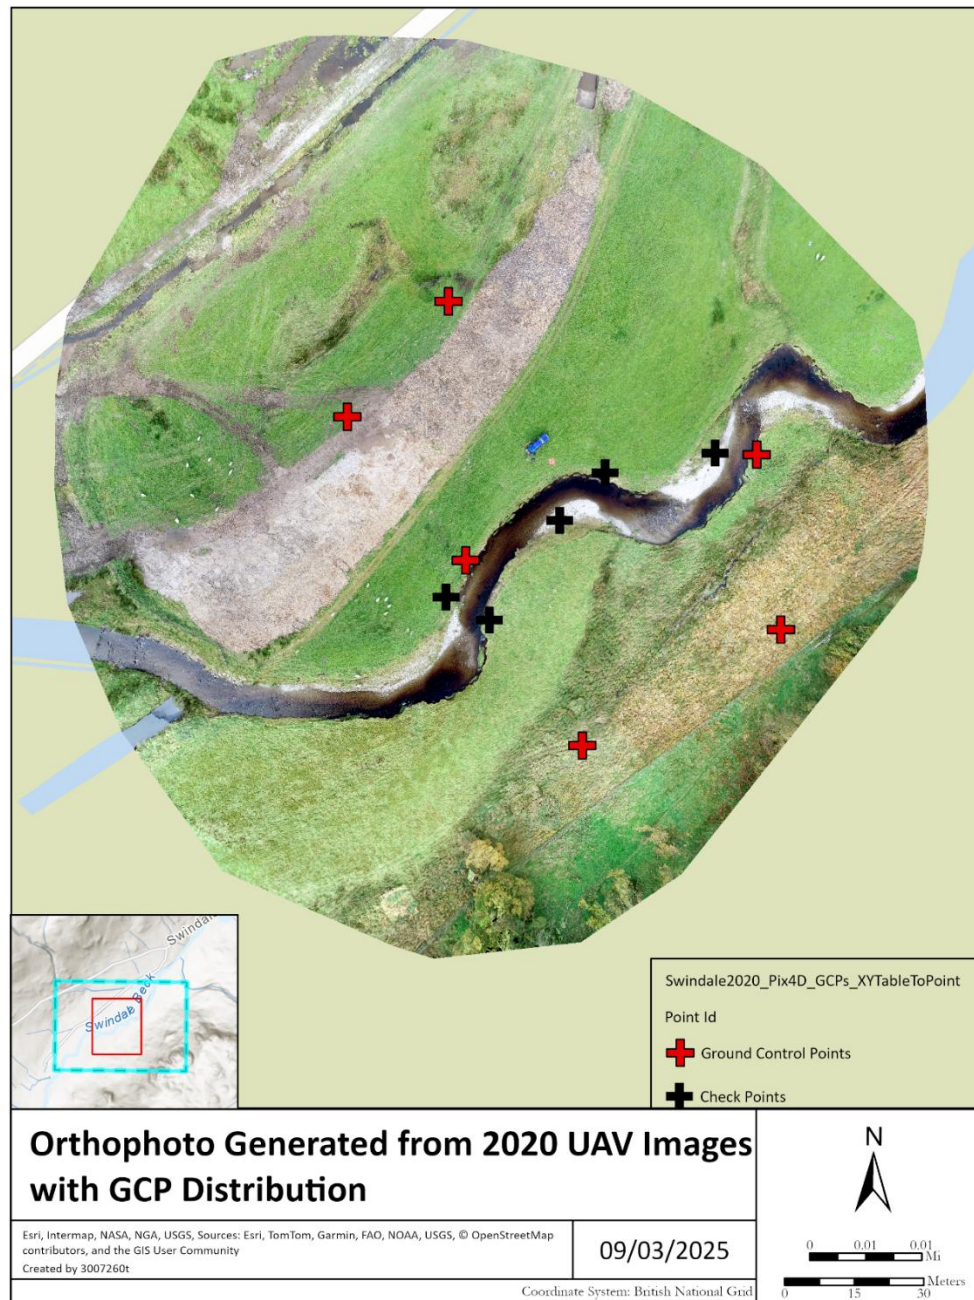 Swindal
Swindale Beck
Swindale2020_Pix4D_GCPs_XYTableToPoint
Point Id
Ground Control Points
Check Points
Orthophoto Generated from 2020 UAV Images
with GCP Distribution
Esri, Intermap, NASA, NGA, USGS, Sources: Esri, TomTom, Garmin, FAO, NOAA, USGS, © OpenStreetMap
contributors, and the GIS User Community
Created by 3007260t
09/03/2025
N
0 0.01 0.01
Mi
Meters
0 15 30
Coordinate System: British National Grid